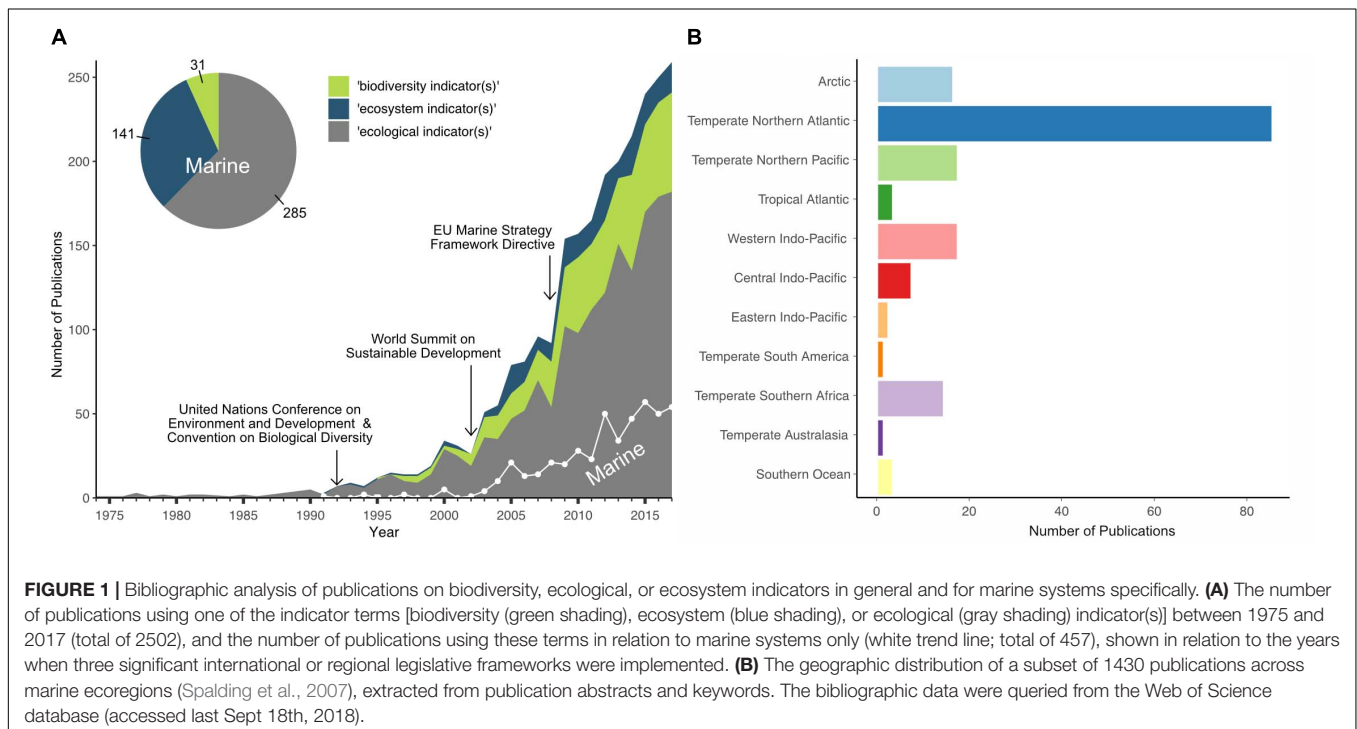 A
31
141
285
Marine
'biodiversity indicator(s)'
'ecosystem indicator(s)'
'ecological indicator(s)'
250
200
150
100
50
0
Number of Publications
EU Marine Strategy
Framework Directive
World Summit on
Sustainable Development
United Nations Conference on
Environment and Development &
Convention on Biological Diversity
Marine
1975 1980 1985 1990 1995 2000 2005 2010 2015
Year
B
Arctic
Temperate Northern Atlantic
Temperate Northern Pacific
Tropical Atlantic
Western Indo-Pacific
Central Indo-Pacific
Eastern Indo-Pacific
Temperate South America
Temperate Southern Africa
Temperate Australasia
Southern Ocean
0 20 40 60 80
Number of Publications
FIGURE 1 | Bibliographic analysis of publications on biodiversity, ecological, or ecosystem indicators in general and for marine systems specifically. (A) The number
of publications using one of the indicator terms [biodiversity (green shading), ecosystem (blue shading), or ecological (gray shading) indicator(s)] between 1975 and
2017 (total of 2502), and the number of publications using these terms in relation to marine systems only (white trend line; total of 457), shown in relation to the years
when three significant international or regional legislative frameworks were implemented. (B) The geographic distribution of a subset of 1430 publications across
marine ecoregions (Spalding et al., 2007), extracted from publication abstracts and keywords. The bibliographic data were queried from the Web of Science
database (accessed last Sept 18th, 2018).